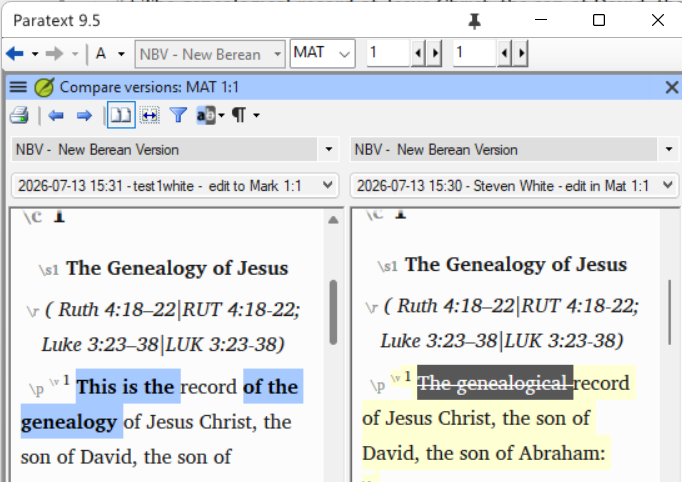 Paratext 9.5
A NBV - New Berean MAT 1 1
Compare versions: MAT 1:1
NBV - New Berean Version
NBV - New Berean Version
2026-07-13 15:31 - test1white - edit to Mark 1:1
2026-07-13 15:30 - Steven White - edit in Mat 1:1
\c 1
\s1 The Genealogy of Jesus
\r ( Ruth 4:18–22|RUT 4:18-22;
Luke 3:23–38|LUK 3:23-38)
\p \v 1 This is the record of the
genealogy of Jesus Christ, the
son of David, the son of
\c 1
\s1 The Genealogy of Jesus
\r ( Ruth 4:18–22|RUT 4:18-22;
Luke 3:23–38|LUK 3:23-38)
\p \v 1 The genealogical record
of Jesus Christ, the son of
David, the son of Abraham: